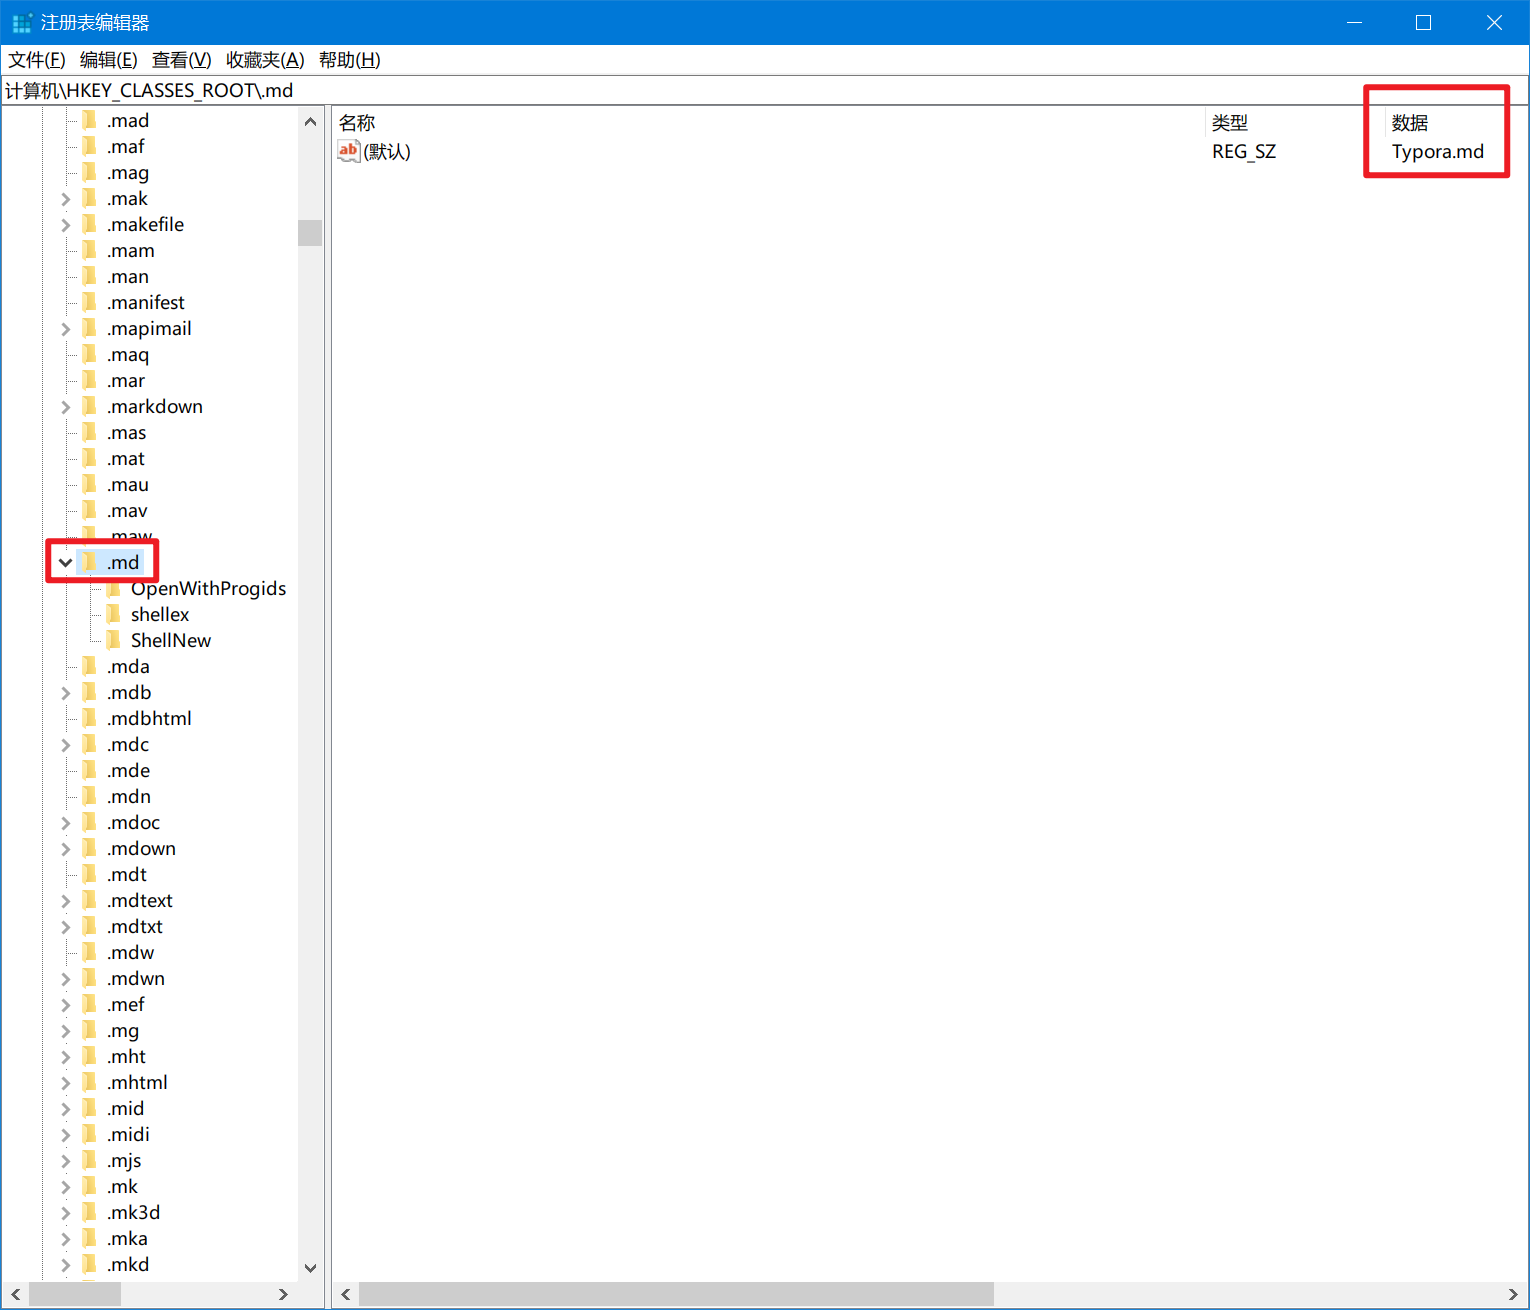 注册表编辑器
文件(F) 编辑(E) 查看(V) 收藏夹(A) 帮助(H)
计算机\HKEY_CLASSES_ROOT\.md
.mad
.maf
.mag
.mak
.makefile
.mam
.man
.manifest
.mapimail
.maq
.mar
.markdown
.mas
.mat
.mau
.mav
.maw
.md
OpenWithProgids
shellex
ShellNew
.mda
.mdb
.mdbhtml
.mdc
.mde
.mdn
.mdoc
.mdown
.mdt
.mdtext
.mdtxt
.mdw
.mdwn
.mef
.mg
.mht
.mhtml
.mid
.midi
.mjs
.mk
.mk3d
.mka
.mkd
名称 类型 数据
ab (默认) REG_SZ Typora.md